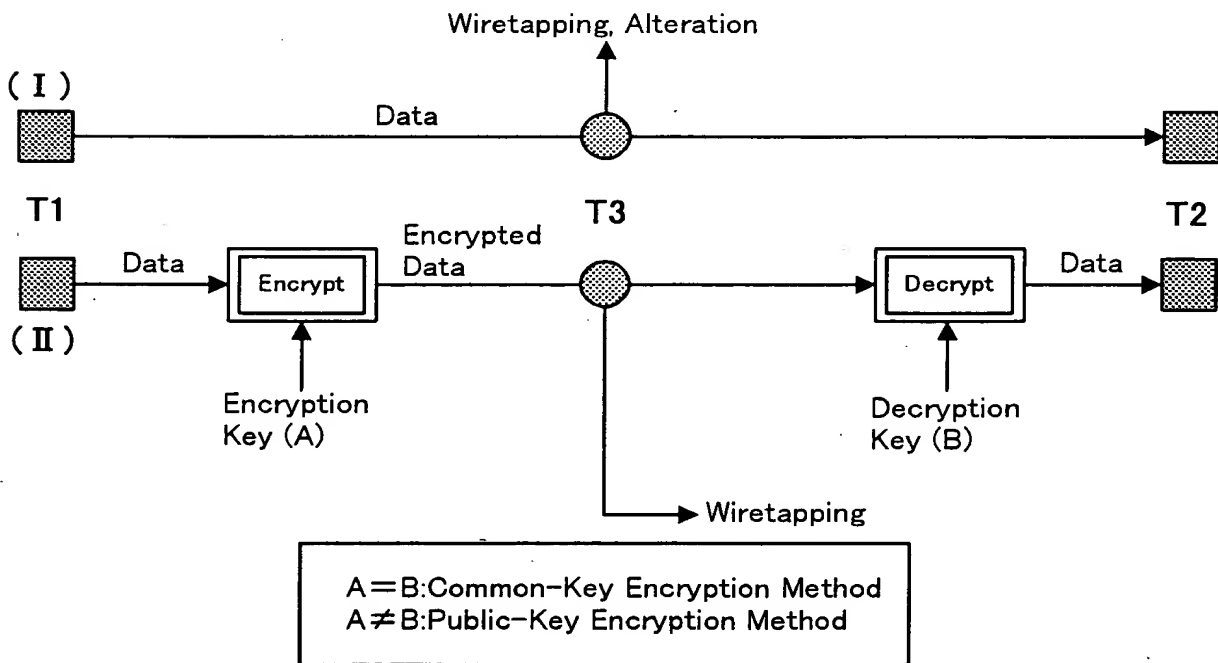 Wiretapping, Alteration
(Ⅰ)
Data
T1
T3
T2
Data
Encrypted
Data
Encrypt
Decrypt
Data
(Ⅱ)
Encryption
Key (A)
Decryption
Key (B)
Wiretapping
A=B:Common-Key Encryption Method
A≠B:Public-Key Encryption Method